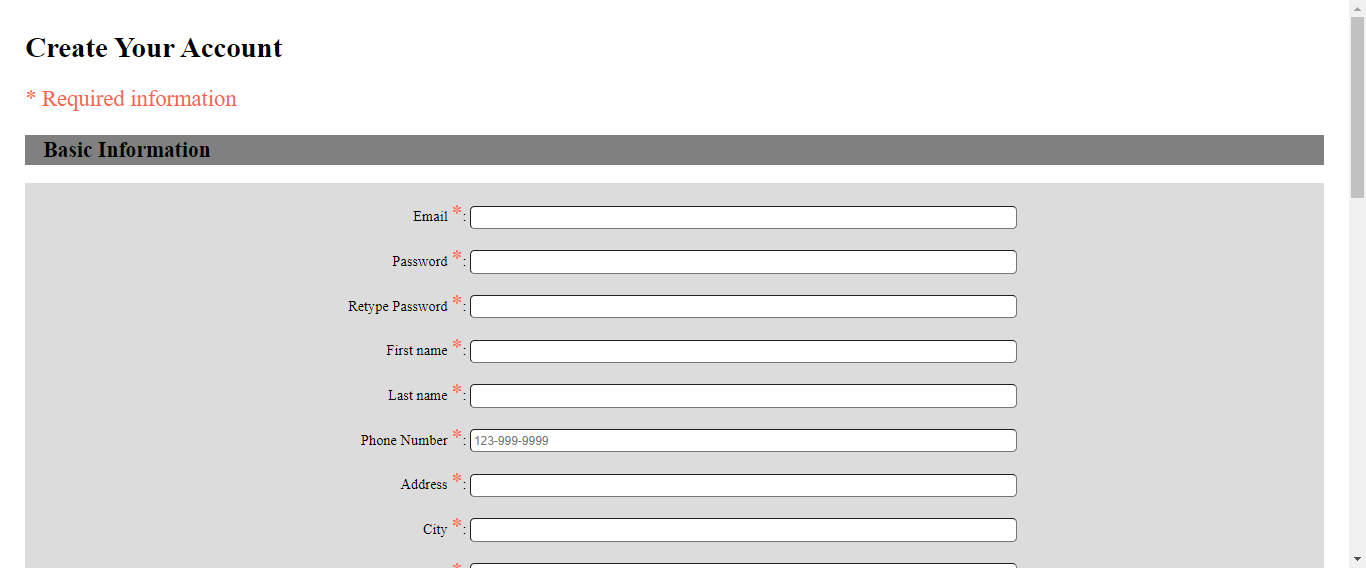 Create Your Account
* Required information
Basic Information
Email *:
Password *:
Retype Password *:
First name *:
Last name *:
Phone Number *: 123-999-9999
Address *:
City *:
*